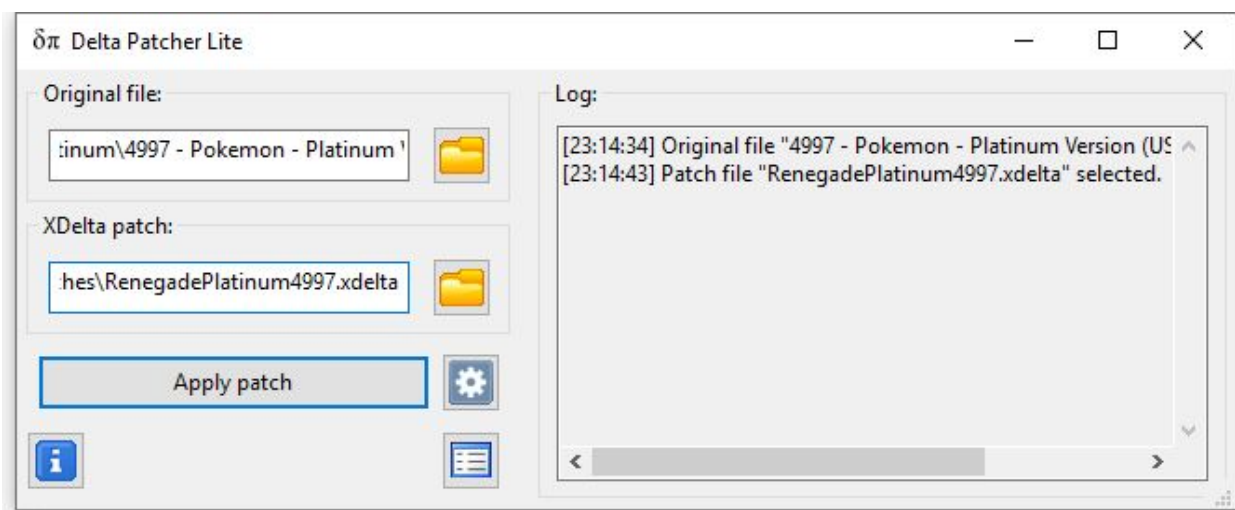 δπ Delta Patcher Lite
Original file:
:inum\4997 - Pokemon - Platinum '
XDelta patch:
:hes\RenegadePlatinum4997.xdelta
Apply patch
Log:
[23:14:34] Original file "4997 - Pokemon - Platinum Version (US
[23:14:43] Patch file "RenegadePlatinum4997.xdelta" selected.